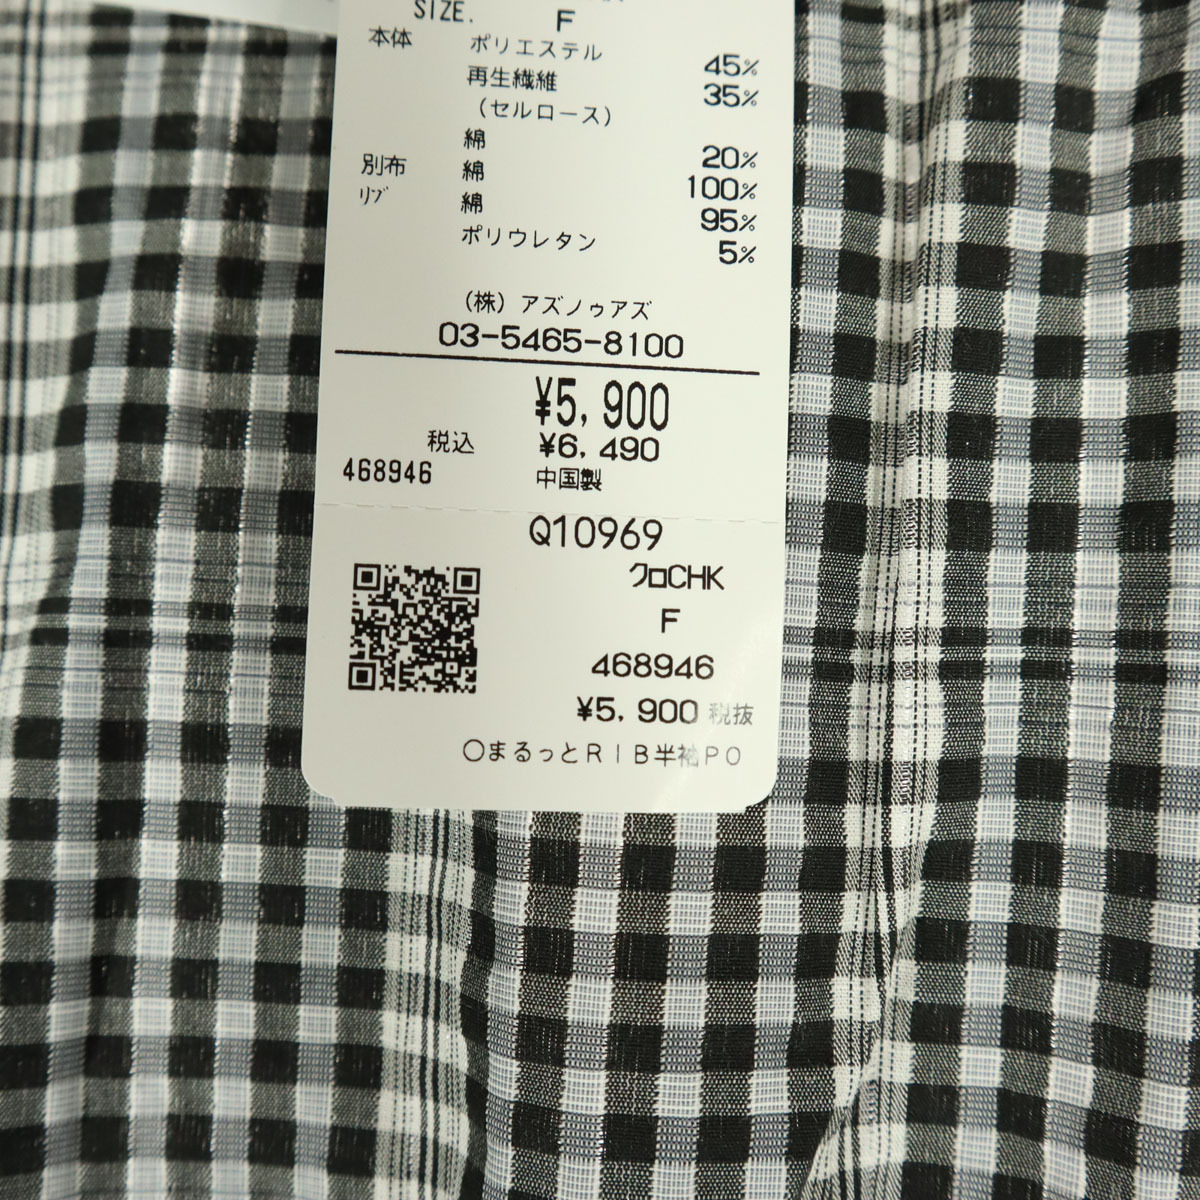 SIZE. F
本体 ポリエステル 45%
再生繊維 35%
(セルロース)
綿 20%
別布 綿 100%
リブ 綿 95%
ポリウレタン 5%
(株) アズノゥアズ
03-5465-8100
¥5,900
税込 ¥6,490
468946 中国製
Q10969
クロCHK
F
468946
¥5,900 税抜
○まるっとRIB半袖PO